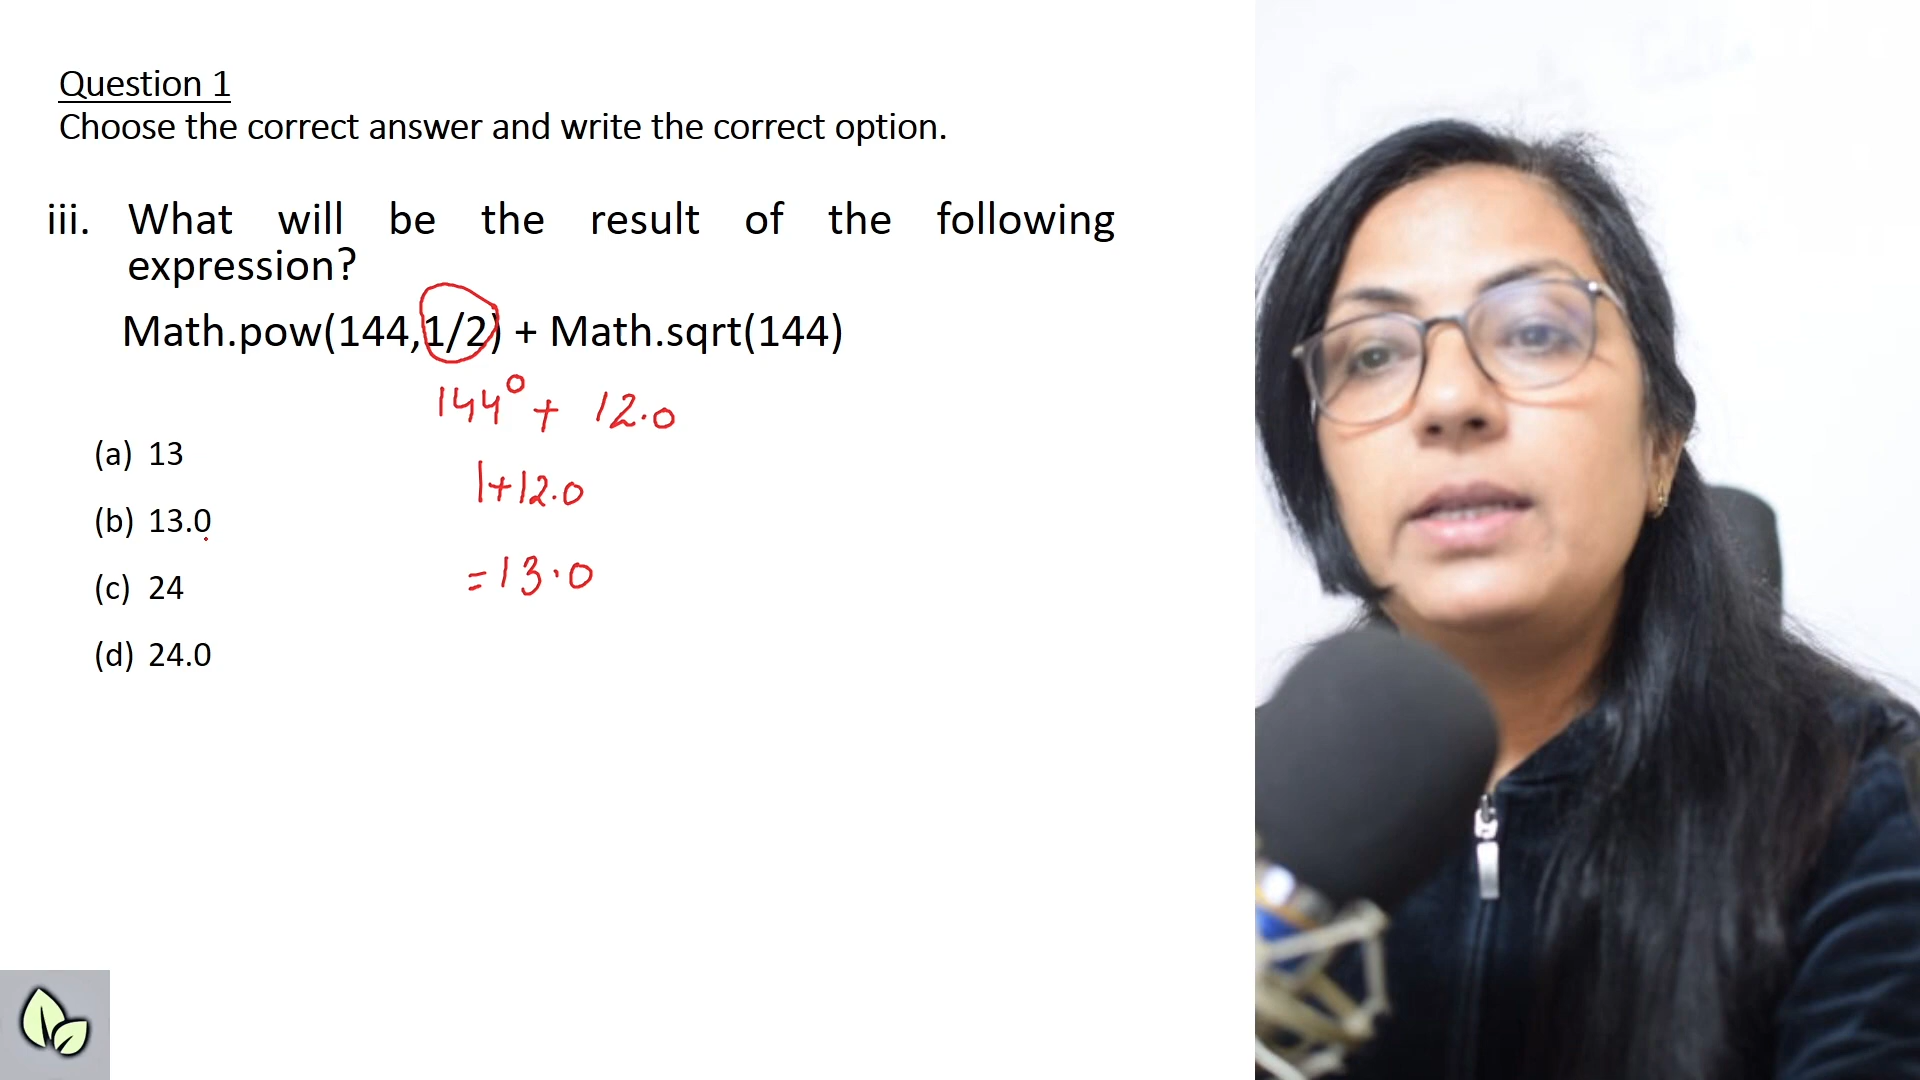 Question 1
Choose the correct answer and write the correct option.
iii. What will be the result of the following
expression?
Math.pow(144,1/2) + Math.sqrt(144)
144⁰ + 12.0
(a) 13
1+12.0
(b) 13.0
= 13.0
(c) 24
(d) 24.0